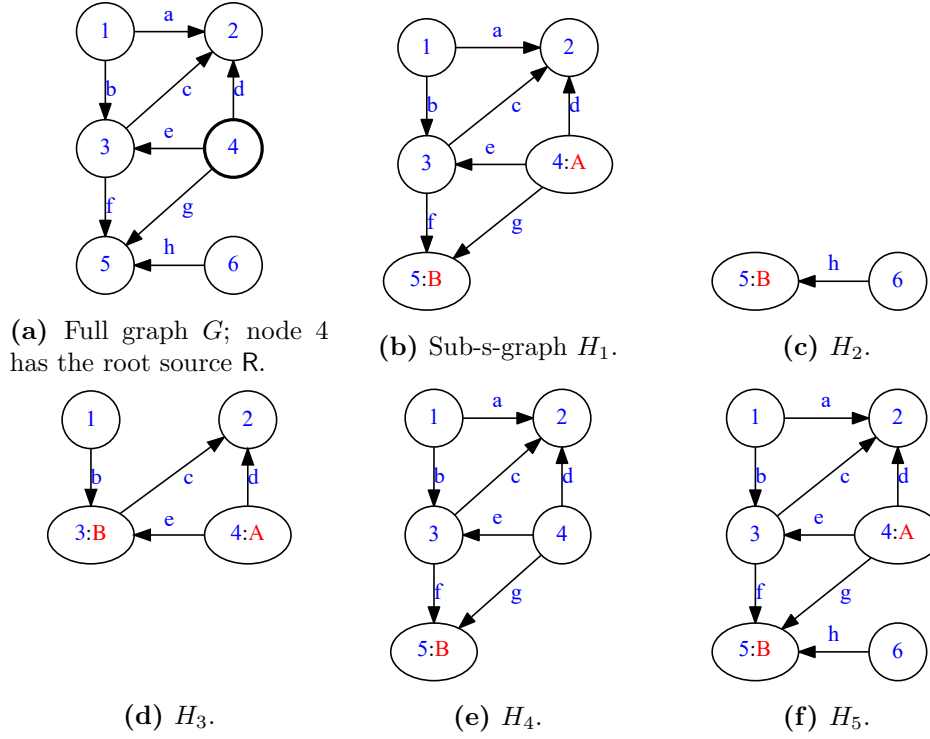 1 a 2
b c d
3 e 4
f g
5 h 6
(a) Full graph G; node 4
has the root source R.
1 a 2
b c d
3 e 4:A
f g
5:B
(b) Sub-s-graph H₁.
5:B h 6
(c) H₂.
1 2
b c d
3:B e 4:A
(d) H₃.
1 a 2
b c d
3 e 4
f g
5:B
(e) H₄.
1 a 2
b c d
3 e 4:A
f g
5:B h 6
(f) H₅.